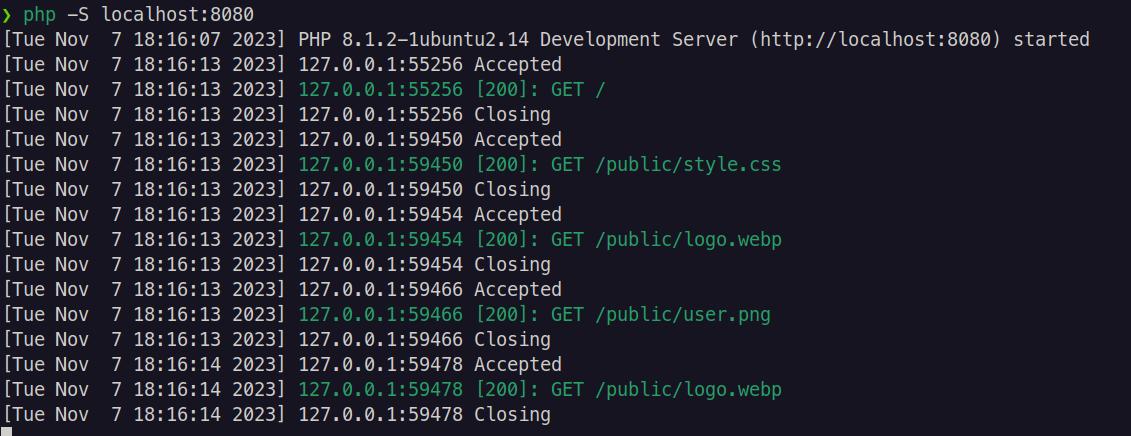 ❯ php -S localhost:8080
[Tue Nov  7 18:16:07 2023] PHP 8.1.2-1ubuntu2.14 Development Server (http://localhost:8080) started
[Tue Nov  7 18:16:13 2023] 127.0.0.1:55256 Accepted
[Tue Nov  7 18:16:13 2023] 127.0.0.1:55256 [200]: GET /
[Tue Nov  7 18:16:13 2023] 127.0.0.1:55256 Closing
[Tue Nov  7 18:16:13 2023] 127.0.0.1:59450 Accepted
[Tue Nov  7 18:16:13 2023] 127.0.0.1:59450 [200]: GET /public/style.css
[Tue Nov  7 18:16:13 2023] 127.0.0.1:59450 Closing
[Tue Nov  7 18:16:13 2023] 127.0.0.1:59454 Accepted
[Tue Nov  7 18:16:13 2023] 127.0.0.1:59454 [200]: GET /public/logo.webp
[Tue Nov  7 18:16:13 2023] 127.0.0.1:59454 Closing
[Tue Nov  7 18:16:13 2023] 127.0.0.1:59466 Accepted
[Tue Nov  7 18:16:13 2023] 127.0.0.1:59466 [200]: GET /public/user.png
[Tue Nov  7 18:16:13 2023] 127.0.0.1:59466 Closing
[Tue Nov  7 18:16:14 2023] 127.0.0.1:59478 Accepted
[Tue Nov  7 18:16:14 2023] 127.0.0.1:59478 [200]: GET /public/logo.webp
[Tue Nov  7 18:16:14 2023] 127.0.0.1:59478 Closing